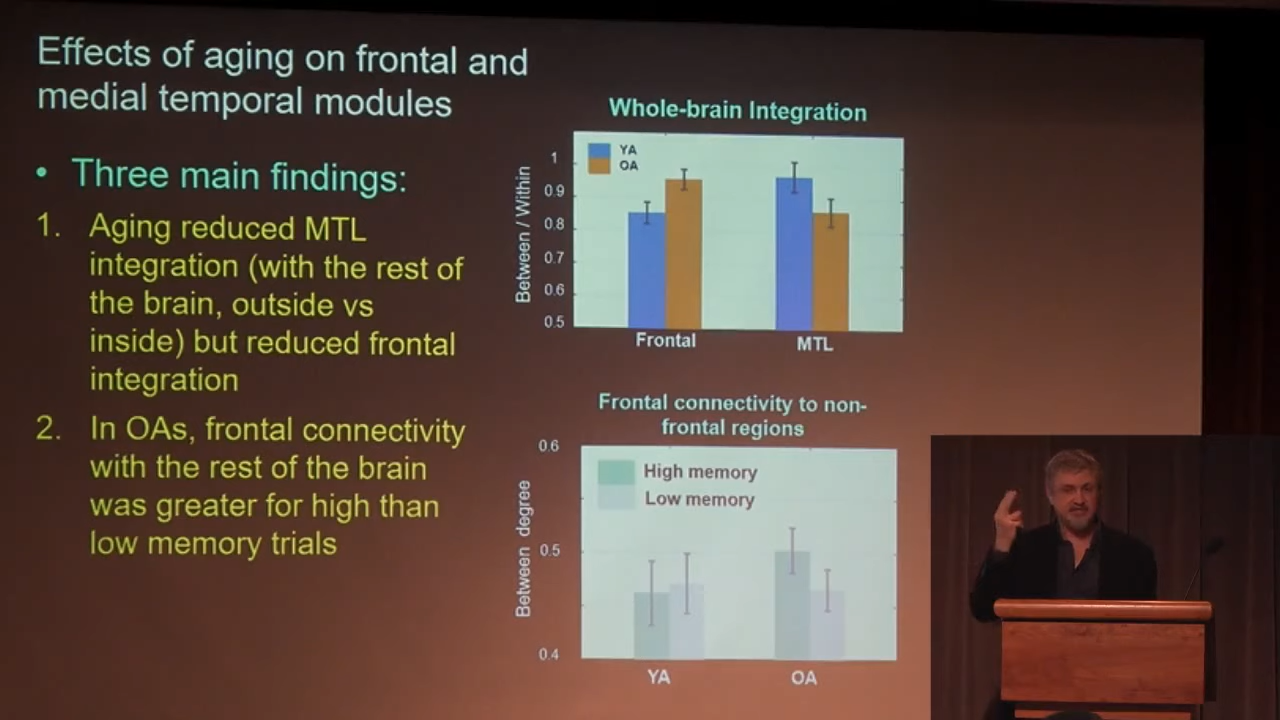 Effects of aging on frontal and
medial temporal modules
• Three main findings:
1. Aging reduced MTL
integration (with the rest of
the brain, outside vs
inside) but reduced frontal
integration
2. In OAs, frontal connectivity
with the rest of the brain
was greater for high than
low memory trials
Whole-brain Integration
YA
OA
Between / Within
1
0.9
0.8
0.7
0.6
0.5
Frontal MTL
Frontal connectivity to non-
frontal regions
High memory
Low memory
Between degree
0.6
0.5
0.4
YA OA